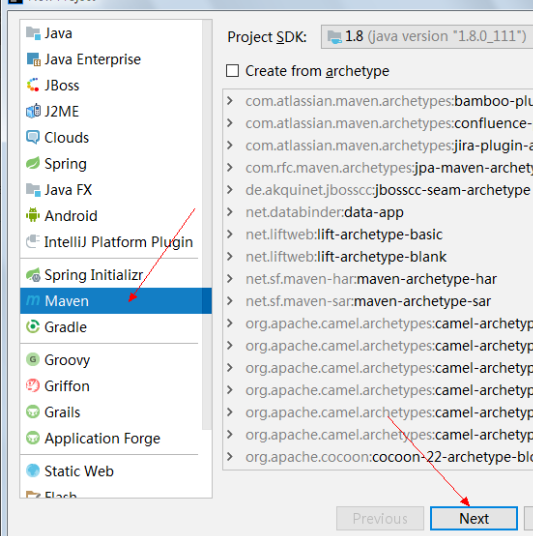 Java
Java Enterprise
JBoss
J2ME
Clouds
Spring
Java FX
Android
IntelliJ Platform Plugin
Spring Initializr
Maven
Gradle
Groovy
Griffon
Grails
Application Forge
Static Web
Flash
Project SDK: 1.8 (java version "1.8.0_111")
Create from archetype
com.atlassian.maven.archetypes:bamboo-plu
com.atlassian.maven.archetypes:confluence-
com.atlassian.maven.archetypes:jira-plugin-a
com.rfc.maven.archetypes:jpa-maven-archety
de.akquinet.jbosscc:jbosscc-seam-archetype
net.databinder:data-app
net.liftweb:lift-archetype-basic
net.liftweb:lift-archetype-blank
net.sf.maven-har:maven-archetype-har
net.sf.maven-sar:maven-archetype-sar
org.apache.camel.archetypes:camel-archetyp
org.apache.camel.archetypes:camel-archetyp
org.apache.camel.archetypes:camel-archetyp
org.apache.camel.archetypes:camel-archetyp
org.apache.camel.archetypes:camel-archetyp
org.apache.camel.archetypes:camel-archetyp
org.apache.cocoon:cocoon-22-archetype-blo
Previous
Next